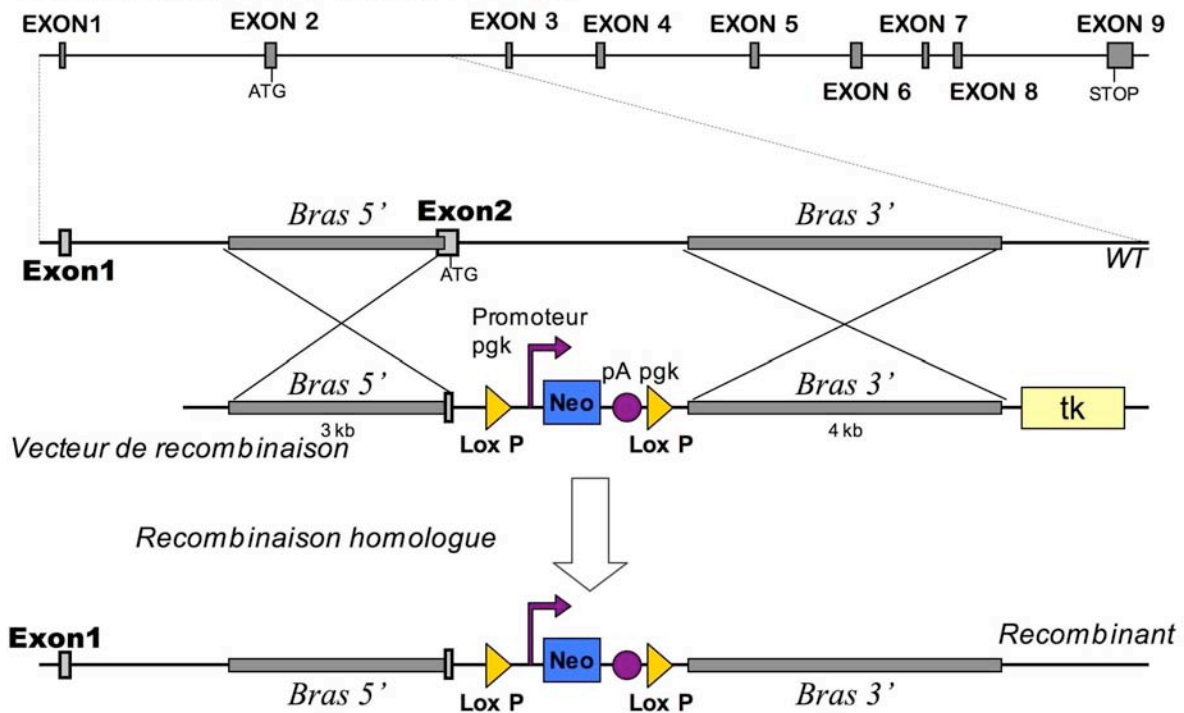 EXON1 EXON 2 EXON 3 EXON 4 EXON 5 EXON 7 EXON 9
ATG EXON 6 EXON 8 STOP
Bras 5’ Exon2 Bras 3’
Exon1 ATG WT
Promoteur
pgk
Bras 5’ pA pgk Bras 3’
Neo tk
3 kb Lox P Lox P 4 kb
Vecteur de recombinaison
Recombinaison homologue
Exon1 Recombinant
Neo
Bras 5’ Lox P Lox P Bras 3’